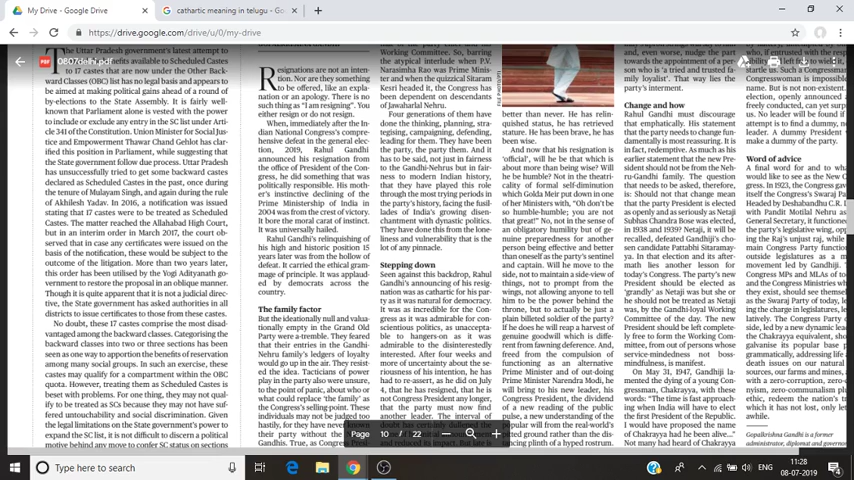 My Drive - Google Drive
cathartic meaning in telugu - G
https://drive.google.com/drive/u/0/my-drive
0807delhi.pdf
The Uttar Pradesh government's latest attempt to
benefits available to Scheduled Castes
to 17 castes that are now under the Other Back-
ward Classes (OBC) list has no legal basis and appears to
be aimed at making political gains ahead of a round of
by-elections to the State Assembly. It is fairly well-
known that Parliament alone is vested with the power
to include or exclude any entry in the SC list under Arti-
cle 341 of the Constitution. Union Minister for Social Jus-
tice and Empowerment Thawar Chand Gehlot has clar-
ified this position in Parliament, while suggesting that
the State government follow due process. Uttar Pradesh
has unsuccessfully tried to get some backward castes
declared as Scheduled Castes in the past, once during
the tenure of Mulayam Singh, and again during the rule
of Akhilesh Yadav. In 2016, a notification was issued
stating that 17 castes were to be treated as Scheduled
Castes. The matter reached the Allahabad High Court,
but in an interim order in March 2017, the court ob-
served that in case any certificates were issued on the
basis of the notification, these would be subject to the
outcome of the litigation. More than two years later,
this order has been utilised by the Yogi Adityanath go-
vernment to restore the proposal in an oblique manner.
Though it is quite apparent that it is not a judicial direc-
tive, the State government has asked authorities in all
districts to issue certificates to those from these castes.
No doubt, these 17 castes comprise the most disad-
vantaged among the backward classes. Categorising the
backward classes into two or three sections has been
seen as one way to apportion the benefits of reservation
among many social groups. In such an exercise, these
castes may qualify for a compartment within the OBC
quota. However, treating them as Scheduled Castes is
beset with problems. For one thing, they may not qual-
ify to be treated as SCs because they may not have suf-
fered untouchability and social discrimination. Given
the legal limitations on the State government's power to
expand the SC list, it is not difficult to discern a political
motive behind any move to confer SC status on sections
Resignations are not an inten-
tion. Nor are they something
to be offered, like an expla-
nation or an apology. There is no
such thing as "I am resigning". You
either resign or do not resign.
When, immediately after the In-
dian National Congress's compre-
hensive defeat in the general elec-
tion, 2019, Rahul Gandhi
announced his resignation from
the office of President of the Con-
gress, he did something that was
politically responsible. His mo-
ther's instinctive declining of the
Prime Ministership of India in
2004 was from the crest of victory.
It bore the moral carat of instinct.
It was universally hailed.
Rahul Gandhi's relinquishing of
his high and historic position 15
years later was from the hollow of
defeat. It carried the ethical gram-
mage of principle. It was applaud-
ed by democrats across the
country.
The family factor
But the ideationally null and valua-
tionally empty in the Grand Old
Party were a-tremble. They feared
that their entries in the Gandhi-
Nehru family's ledgers of loyalty
would go up in the air. They resist-
ed the idea. Tacticians of power
play in the party also were unsure,
to the point of panic, about who or
what could replace 'the family' as
the Congress's selling point. These
individuals may not be judged too
harshly, for they have never known
their party without the
Gandhis. True, as Congress Presi-
of the party
So, barring
the atypical interlude when P.V.
Narasimha Rao was Prime Minis-
ter and when the quizzical Sitaram
Kesri headed it, the Congress has
been dependent on descendants
of Jawaharlal Nehru.
Four generations of them have
done the thinking, planning, stra-
tegising, campaigning, defending,
leading for them. They have been
the party, the party them. And it
has to be said, not just in fairness
to the Gandhi-Nehrus but in fair-
ness to modern Indian history,
that they have played this role
through the most trying periods in
the party's history, facing the fusil-
lades of India's growing disen-
chantment with dynastic politics.
They have done this from the lone-
liness and vulnerability that is the
lot of any pinnacle.
Stepping down
Seen against this backdrop, Rahul
Gandhi's announcing of his resig-
nation was as cathartic for his par-
ty as it was natural for democracy.
It was as incredible for the Con-
gress as it was admirable for con-
scientious politics, as unaccepta-
ble to hangers-on as it was
admirable to the disinterestedly
interested. After four weeks and
more of uncertainty about the se-
riousness of his intention, he has
had to re-assert, as he did on July
4, that he has resigned, that he is
not Congress President any longer,
that the party must now find
another leader. The interval of
doubt has certainly dulled the
and reduced its impact. But late is
better than never. He has relin-
quished status, he has retrieved
stature. He has been brave, he has
been wise.
And now that his resignation is
'official', will he be that which is
about more than being wise? Will
he be humble? Not in the theatri-
cality of formal self-diminution
which Golda Meir put down in one
of her Ministers with, "Oh don't be
so humble-humble; you are not
that great!" No, not in the sense of
an obligatory humility but of ge-
nuine preparedness for another
person being effective and better
than oneself as the party's sentinel
and captain. Will he move to the
side, not to maintain a side-view of
things, not to prompt from the
wings, not allowing anyone to tell
him to be the power behind the
throne, but to actually be just a
plain billeted soldier of the party?
If he does he will reap a harvest of
genuine goodwill which is differ-
ent from fawning deference. And,
freed from the compulsion of
functioning as an alternative
Prime Minister and of out-doing
Prime Minister Narendra Modi, he
will bring to his new leader, his
Congress President, the dividend
of a new reading of the public
pulse, a new understanding of the
popular will from the real-world's
pitted ground rather than the dis-
tancing plinth of a hyped rostrum.
and, even voyeurist, nudge the part
towards the appointment of a per-
son who is 'a tried and trusted fa-
mily loyalist'. That way lies the
party's interment.
Change and how
Rahul Gandhi must discourage
that emphatically. His statement
that the party needs to change fun-
damentally is most reassuring. It is
in fact, redemptive. As much as his
earlier statement that the new Pre-
sident should not be from the Neh-
ru-Gandhi family. The question
that needs to be asked, therefore,
is: Should not that change mean
that the party President is elected
as openly and as seriously as Netaji
Subhas Chandra Bose was elected,
in 1938 and 1939? Netaji, it will be
recalled, defeated Gandhiji's cho-
sen candidate Pattabhi Sitaramay-
ya. In that election and its after-
math lies another lesson for
today's Congress. The party's new
President should be elected as
'grandly' as Netaji was but she or
he should not be treated as Netaji
was, by the Gandhi-loyal Working
Committee of the day. The new
President should be left complete-
ly free to form the Working Com-
mittee, from out of persons whose
service-mindedness not boss-
mindfulness, is manifest.
On May 31, 1947, Gandhiji la-
mented the dying of a young Con-
gressman, Chakrayya, with these
words: "The time is fast approach-
ing when India will have to elect
the first President of the Republic.
I would have proposed the name
of Chakrayya had he been alive..."
Not many had heard of Chakrayya
who, if entrusted with the resp
startle us. Such a Congressman
Congresswoman is impossible
name. But is not non-existent.
election, openly announced a
freely conducted, can yet surp
us. No leader will be found if
attempt is to find a dummy, no
leader. A dummy President v
make a dummy of the party.
Word of advice
A final word for and to wha
would like to see as the New Co
gress. In 1923, the Congress gav
itself the Congress's Swaraj Par
Headed by Deshabandhu C.R. D
with Pandit Motilal Nehru as
General Secretary, it functioned
the party's legislative wing, opp
ing the Raj's unjust raj, while
main Congress Party function
outside legislatures as a m
movement led by Gandhiji. T
Congress MPs and MLAs of tod
and the Congress Ministries wh
they exist, should see themsel
as the Swaraj Party of today, le
ing the charge in legislatures, le
latively. The Congress Party o
side, led by a new dynamic lead
the Chakrayya equivalent, sho
galvanise its popular base p
grammatically, addressing life a
death issues on our natural
sources, our farms and mines, a
with a zero-corruption, zero-c
nyism, zero-communalism pl
ethic, redeem the nation's t
which it has not lost, only let
awhile.
Gopalkrishna Gandhi is a former
administrator, diplomat and governor
Page 10 / 22
Type here to search
ENG
11:28
08-07-2019
4